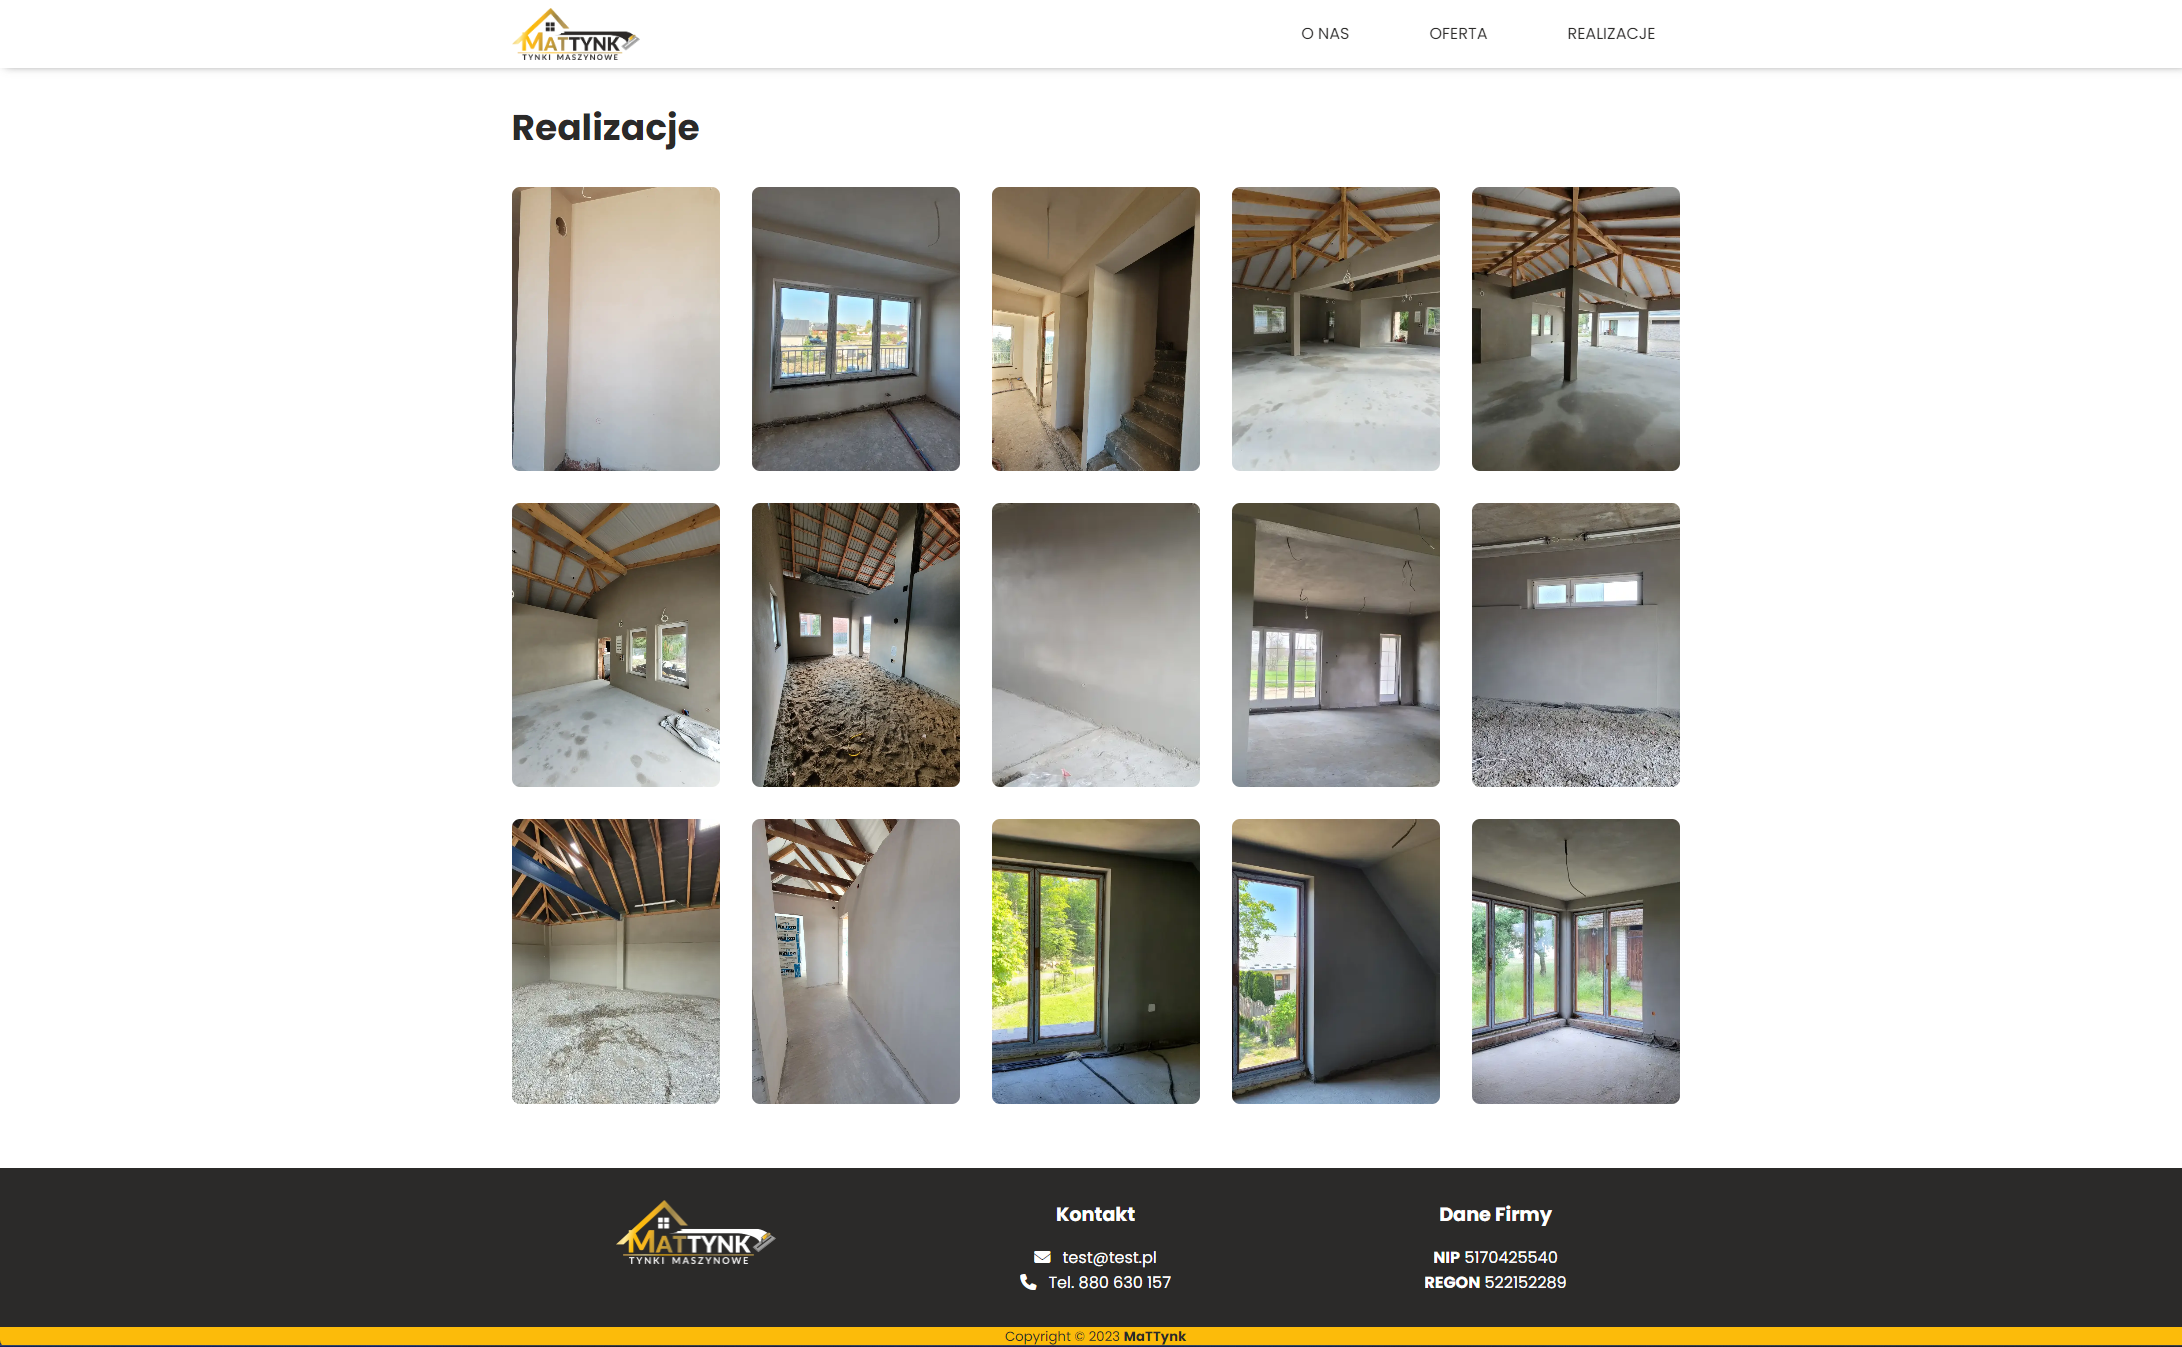 MATTYNK
TYNKI MASZYNOWE
O NAS
OFERTA
REALIZACJE
Realizacje
MATTYNK
TYNKI MASZYNOWE
Kontakt
test@test.pl
Tel. 880 630 157
Dane Firmy
NIP 5170425540
REGON 522152289
Copyright © 2023 MaTTynk